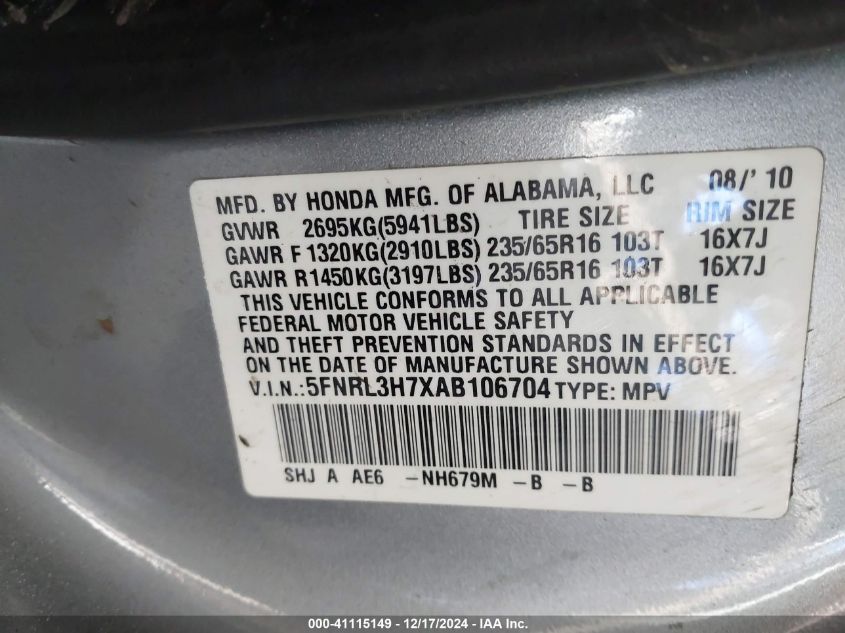 MFD. BY HONDA MFG. OF ALABAMA, LLC 08/'10
GVWR 2695KG(5941LBS) TIRE SIZE RIM SIZE
GAWR F 1320KG(2910LBS) 235/65R16 103T 16X7J
GAWR R1450KG(3197LBS) 235/65R16 103T 16X7J
THIS VEHICLE CONFORMS TO ALL APPLICABLE
FEDERAL MOTOR VEHICLE SAFETY
AND THEFT PREVENTION STANDARDS IN EFFECT
ON THE DATE OF MANUFACTURE SHOWN ABOVE.
V.I.N.:5FNRL3H7XAB106704 TYPE: MPV
SHJ A AE6 -NH679M -B -B
000-41115149 - 12/17/2024 - IAA Inc.